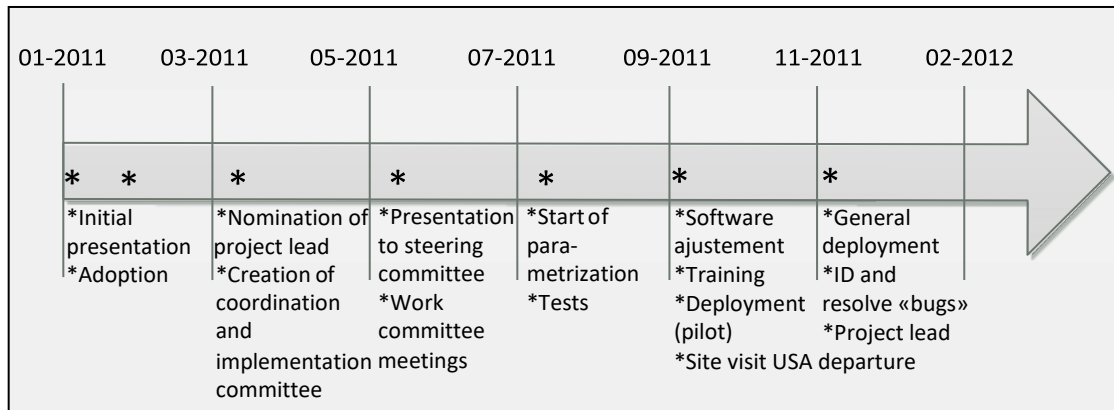 01-2011 03-2011 05-2011 07-2011 09-2011 11-2011 02-2012
* * * * * * *
*Initial
presentation
*Adoption
*Nomination of
project lead
*Creation of
coordination
and
implementation
committee
*Presentation
to steering
committee
*Work
committee
meetings
*Start of
para-
metrization
*Tests
*Software
ajustement
*Training
*Deployment
(pilot)
*Site visit USA departure
*General
deployment
*ID and
resolve «bugs»
*Project lead